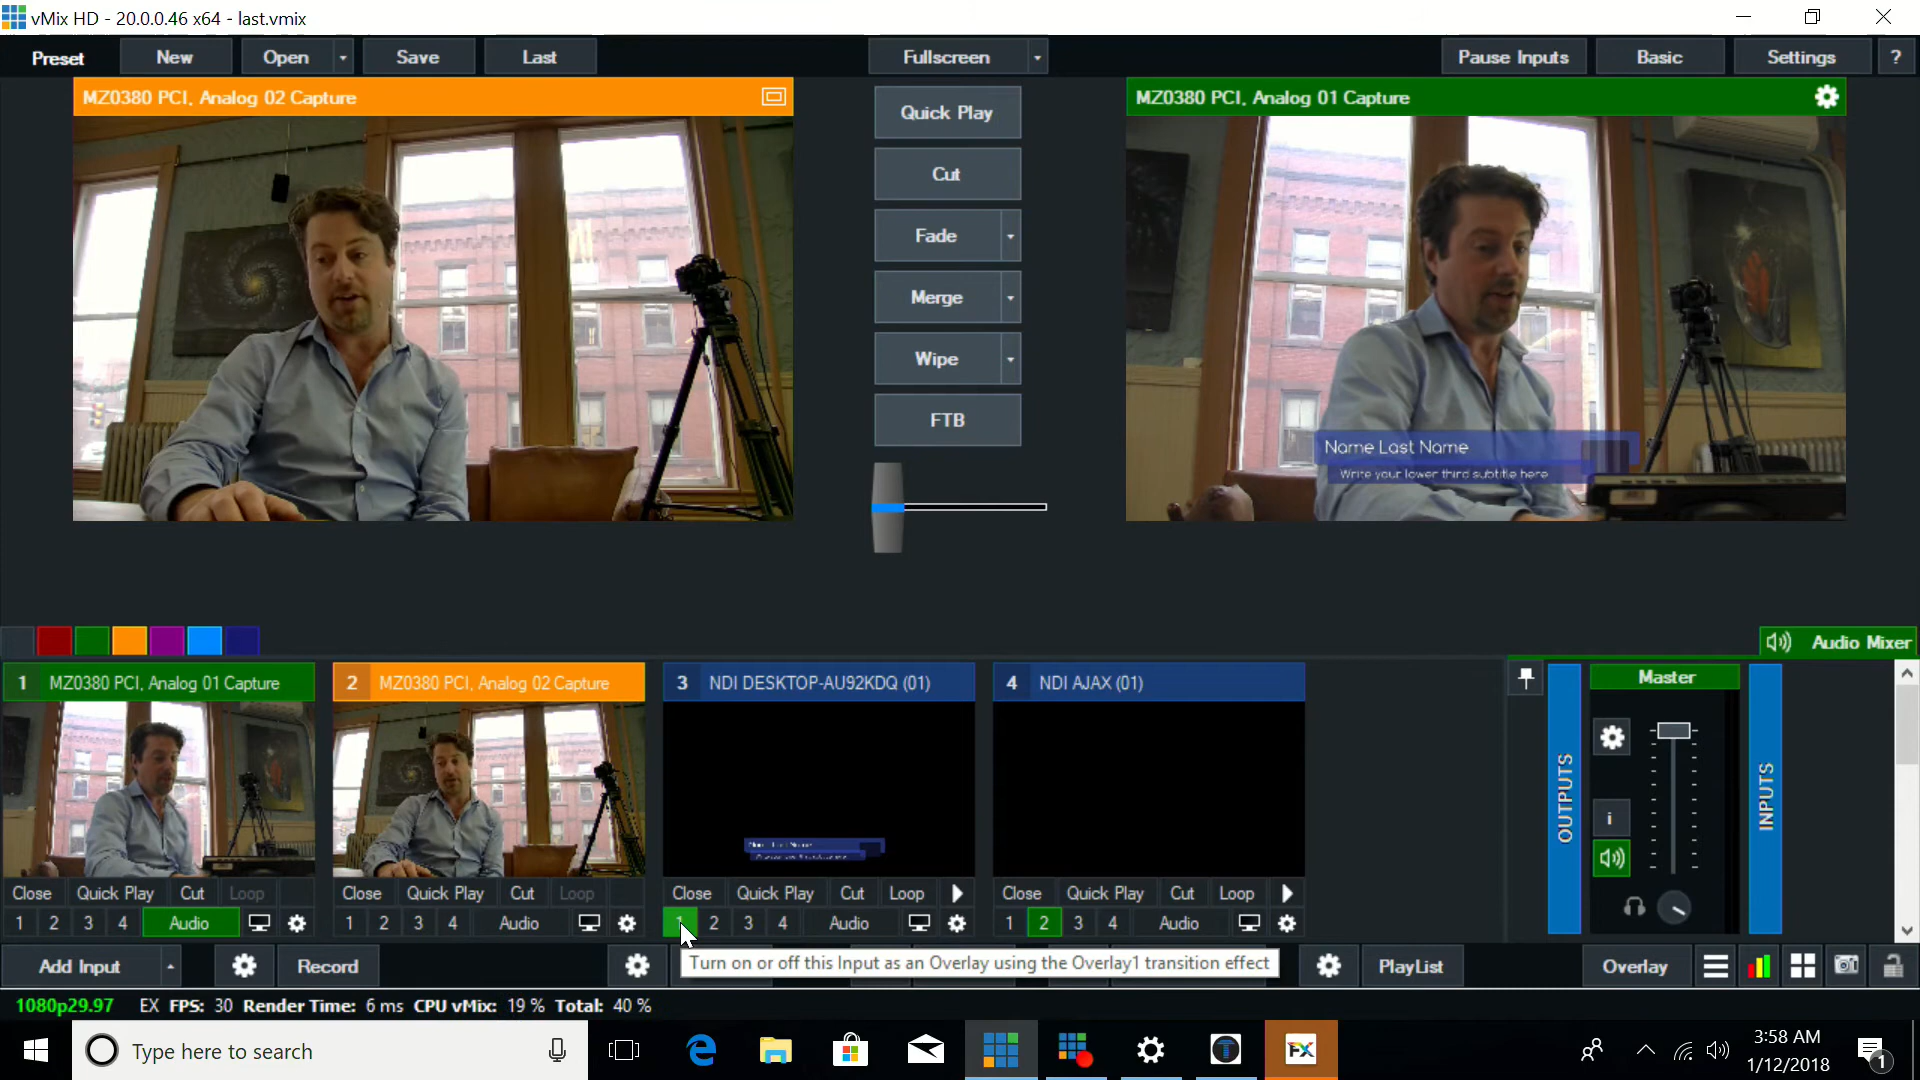 vMix HD - 20.0.0.46 x64 - last.vmix
Preset New Open Save Last Fullscreen Pause Inputs Basic Settings ?
MZ0380 PCI, Analog 02 Capture
MZ0380 PCI, Analog 01 Capture
Quick Play
Cut
Fade
Merge
Wipe
FTB
Name Last Name
Write your lower third subtitle here
Audio Mixer
1 MZ0380 PCI, Analog 01 Capture
2 MZ0380 PCI, Analog 02 Capture
3 NDI DESKTOP-AU92KDQ (01)
4 NDI AJAX (01)
Master
OUTPUTS
INPUTS
i
Close Quick Play Cut Loop
Close Quick Play Cut Loop
Close Quick Play Cut Loop
Close Quick Play Cut Loop
1 2 3 4 Audio
1 2 3 4 Audio
1 2 3 4 Audio
1 2 3 4 Audio
Add Input Record
Turn on or off this Input as an Overlay using the Overlay1 transition effect
PlayList Overlay
1080p29.97 EX FPS: 30 Render Time: 6 ms CPU vMix: 19 % Total: 40 %
Type here to search
FX
3:58 AM
1/12/2018
1